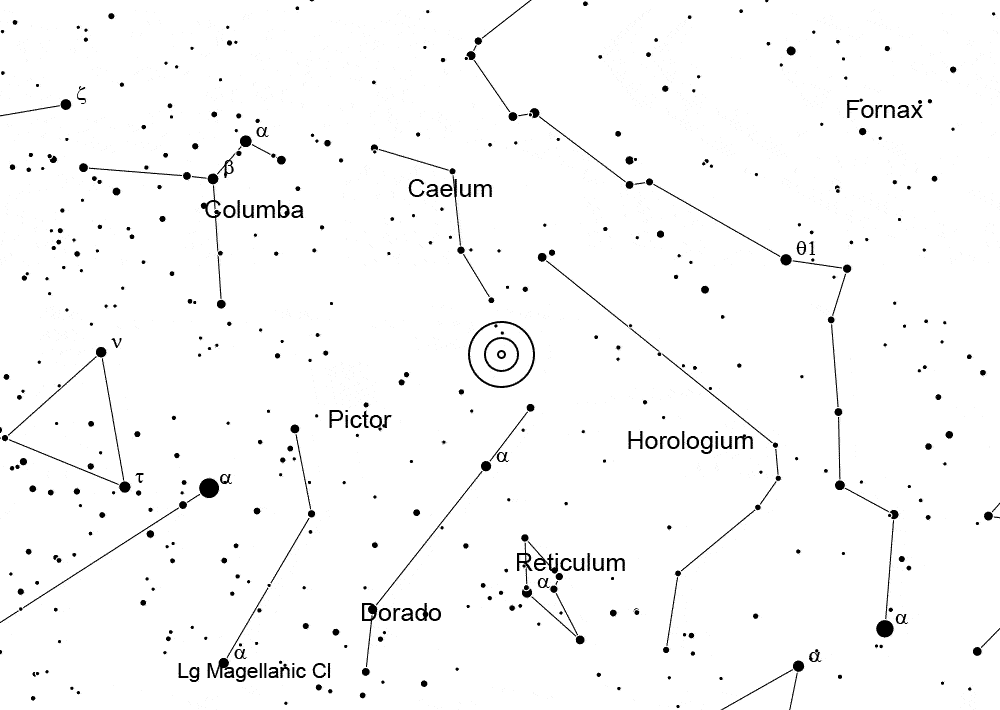 ζ
Fornax
α
β
Caelum
Columba
θ1
ν
Pictor
Horologium
α
τ
α
Reticulum
α
Dorado
α
α
α
Lg Magellanic Cl